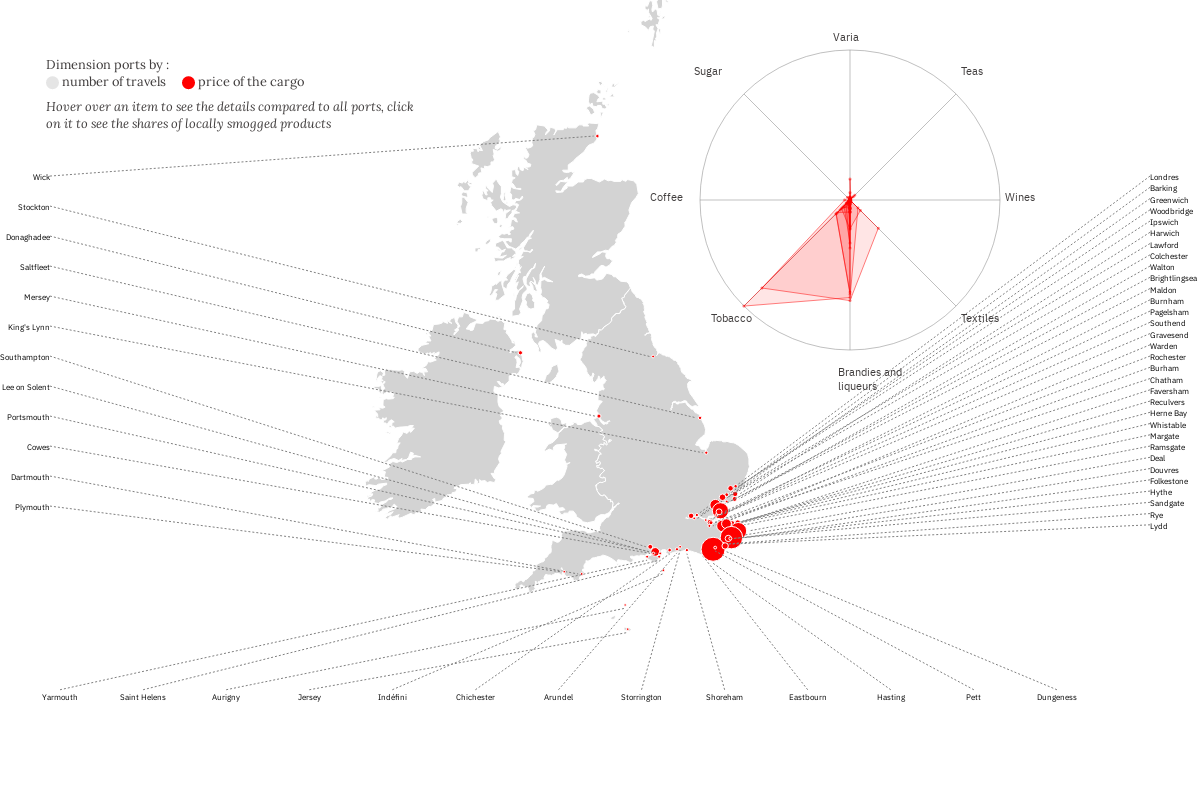 Dimension ports by :
number of travels price of the cargo
Hover over an item to see the details compared to all ports, click
on it to see the shares of locally smogged products
Varia
Sugar
Teas
Coffee
Wines
Tobacco
Textiles
Brandies and
liqueurs
Wick
Stockton
Donaghadee
Saltfleet
Mersey
King's Lynn
Southampton
Lee on Solent
Portsmouth
Cowes
Dartmouth
Plymouth
Londres
Barking
Greenwich
Woodbridge
Ipswich
Harwich
Lawford
Colchester
Walton
Brightlingsea
Maldon
Burnham
Pagelsham
Southend
Gravesend
Warden
Rochester
Burham
Chatham
Faversham
Reculvers
Herne Bay
Whistable
Margate
Ramsgate
Deal
Douvres
Folkestone
Hythe
Sandgate
Rye
Lydd
Yarmouth
Saint Helens
Aurigny
Jersey
Indéfini
Chichester
Arundel
Storrington
Shoreham
Eastbourn
Hasting
Pett
Dungeness